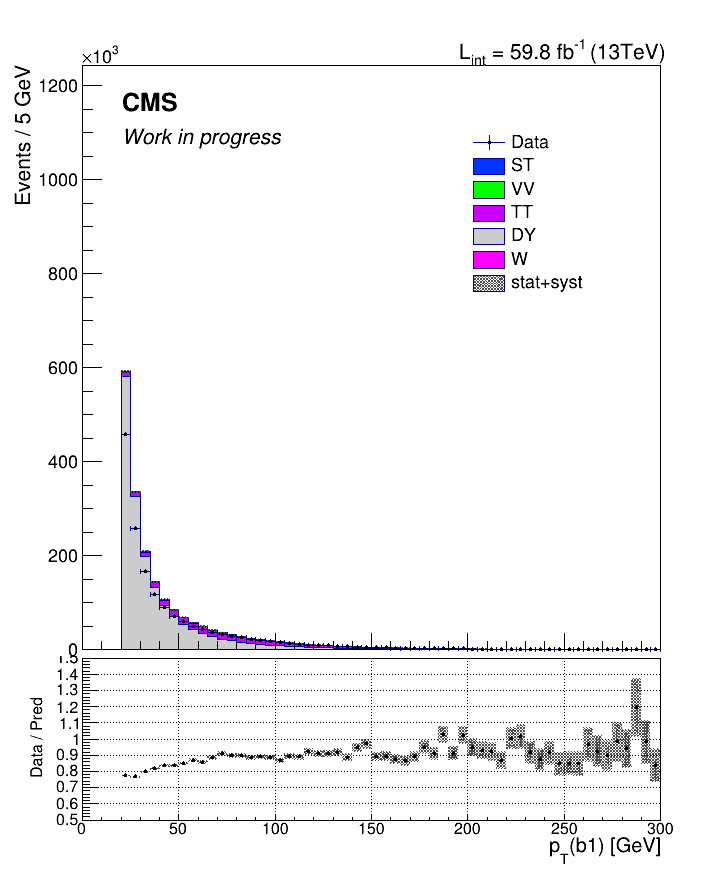 ×10³
L_int = 59.8 fb⁻¹ (13TeV)
Events / 5 GeV
1200
1000
800
600
400
200
0
CMS
Work in progress
Data
ST
VV
TT
DY
W
stat+syst
Data / Pred
1.5
1.4
1.3
1.2
1.1
1
0.9
0.8
0.7
0.6
0.5
0 50 100 150 200 250 300
p_T(b1) [GeV]